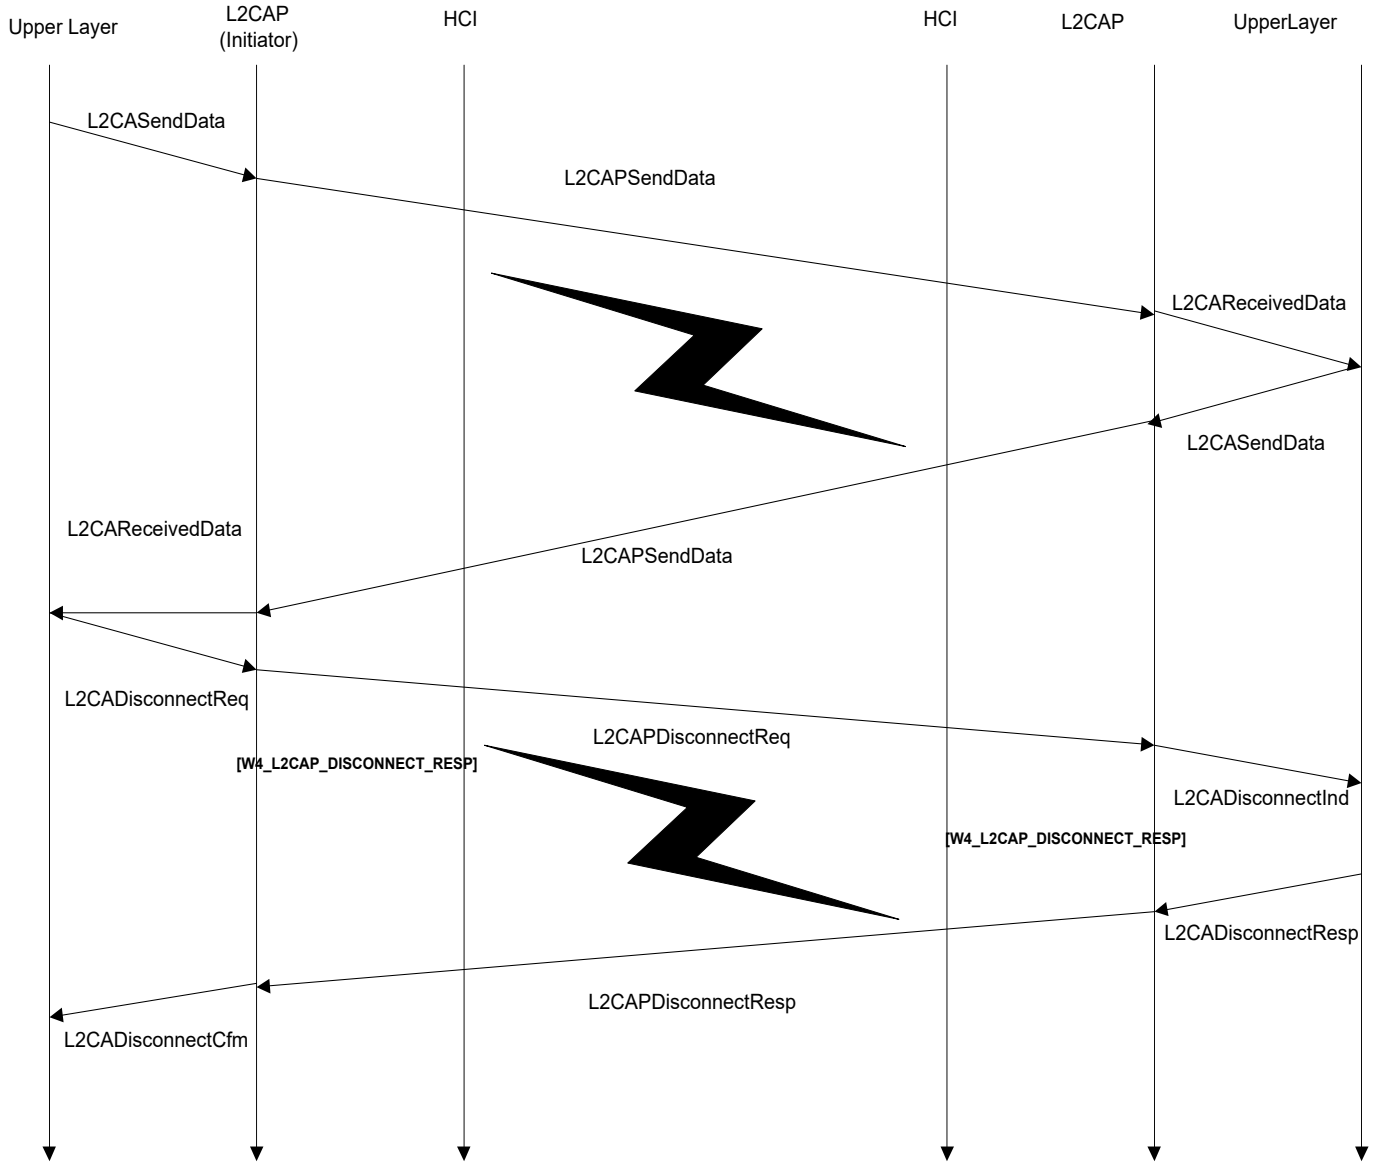 Upper Layer
L2CAP
(Initiator)
HCI
HCI
L2CAP
UpperLayer
L2CASendData
L2CAPSendData
L2CAReceivedData
L2CASendData
L2CAReceivedData
L2CAPSendData
L2CADisconnectReq
L2CAPDisconnectReq
[W4_L2CAP_DISCONNECT_RESP]
L2CADisconnectInd
[W4_L2CAP_DISCONNECT_RESP]
L2CADisconnectResp
L2CAPDisconnectResp
L2CADisconnectCfm